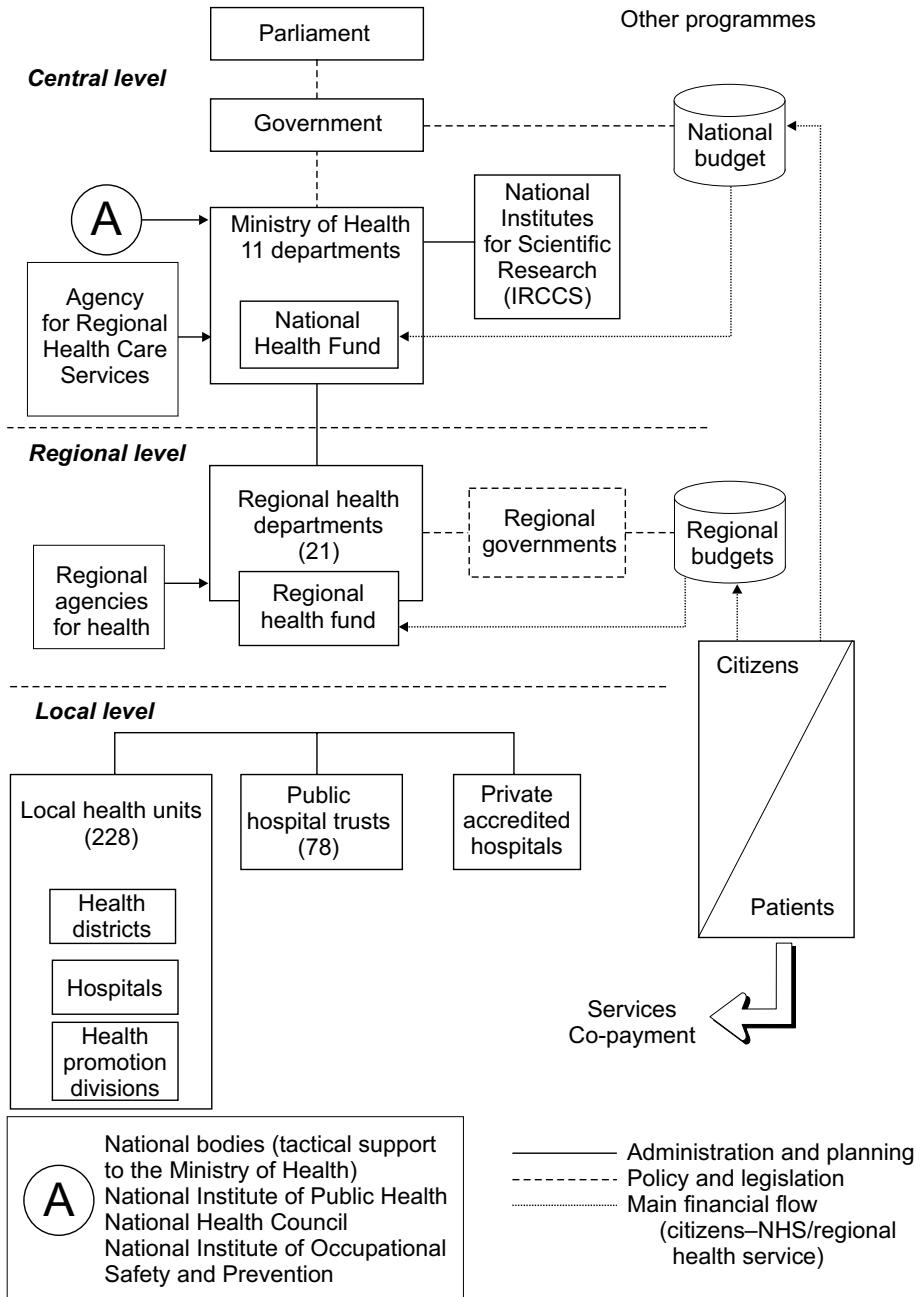 Other programmes
Parliament
Central level
Government
National
budget
A
Ministry of Health
11 departments
National
Institutes
for Scientific
Research
(IRCCS)
Agency
for Regional
Health Care
Services
National
Health Fund
Regional level
Regional health
departments
(21)
Regional
governments
Regional
budgets
Regional
agencies
for health
Regional
health fund
Citizens
Patients
Local level
Local health units
(228)
Public
hospital trusts
(78)
Private
accredited
hospitals
Health
districts
Hospitals
Health
promotion
divisions
Services
Co-payment
A
National bodies (tactical support
to the Ministry of Health)
National Institute of Public Health
National Health Council
National Institute of Occupational
Safety and Prevention
Administration and planning
Policy and legislation
Main financial flow
(citizens–NHS/regional
health service)